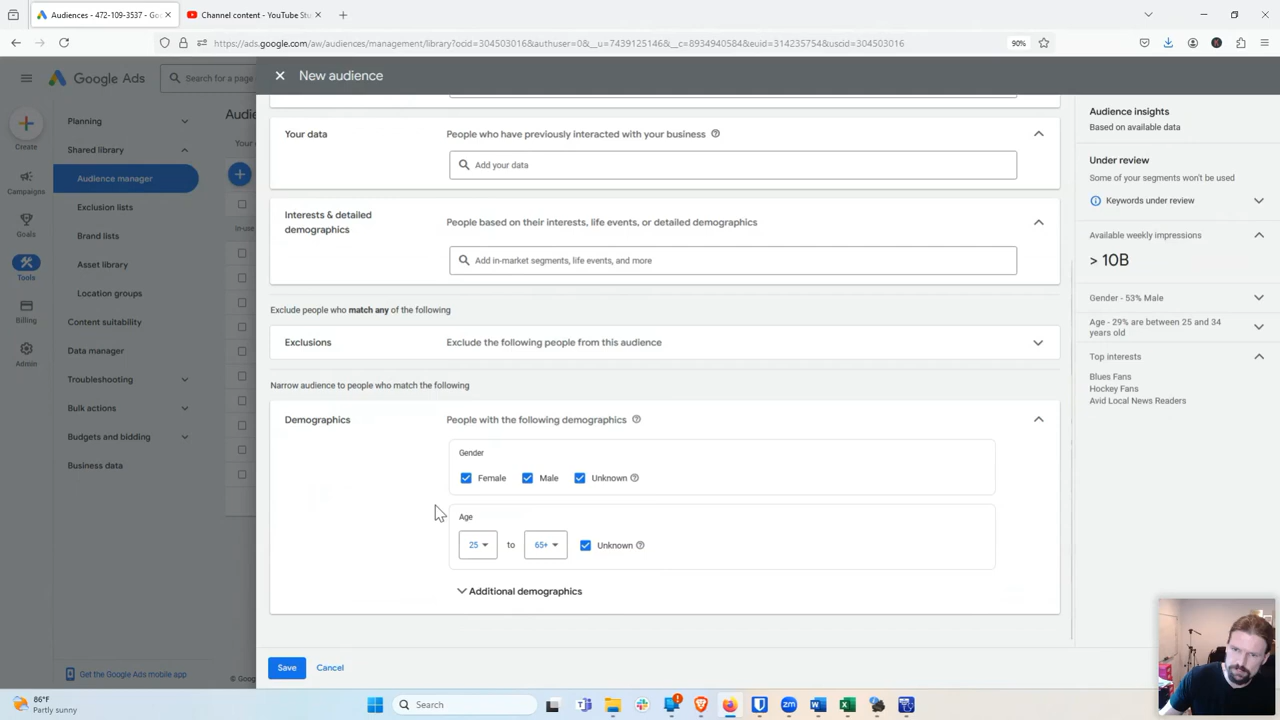 Audiences - 472-109-3537 - Goo
Channel content - YouTube Stu
https://ads.google.com/aw/audiences/management/library?ocid=304503016&authuser=0&__u=7439125146&__c=8934940584&euid=314235754&uscid=304503016
90%
Google Ads
Search for a page
New audience
Create
Campaigns
Goals
Tools
Billing
Admin
Planning
Shared library
Audience manager
Exclusion lists
Brand lists
Asset library
Location groups
Content suitability
Data manager
Troubleshooting
Bulk actions
Budgets and bidding
Business data
Get the Google Ads mobile app
Your
In-use
© Goog
Your data
People who have previously interacted with your business
Add your data
Interests & detailed
demographics
People based on their interests, life events, or detailed demographics
Add in-market segments, life events, and more
Exclude people who match any of the following
Exclusions
Exclude the following people from this audience
Narrow audience to people who match the following
Demographics
People with the following demographics
Gender
Female
Male
Unknown
Age
25
to
65+
Unknown
Additional demographics
Save
Cancel
Audience insights
Based on available data
Under review
Some of your segments won't be used
Keywords under review
Available weekly impressions
> 10B
Gender - 53% Male
Age - 29% are between 25 and 34
years old
Top interests
Blues Fans
Hockey Fans
Avid Local News Readers
86°F
Partly sunny
Search